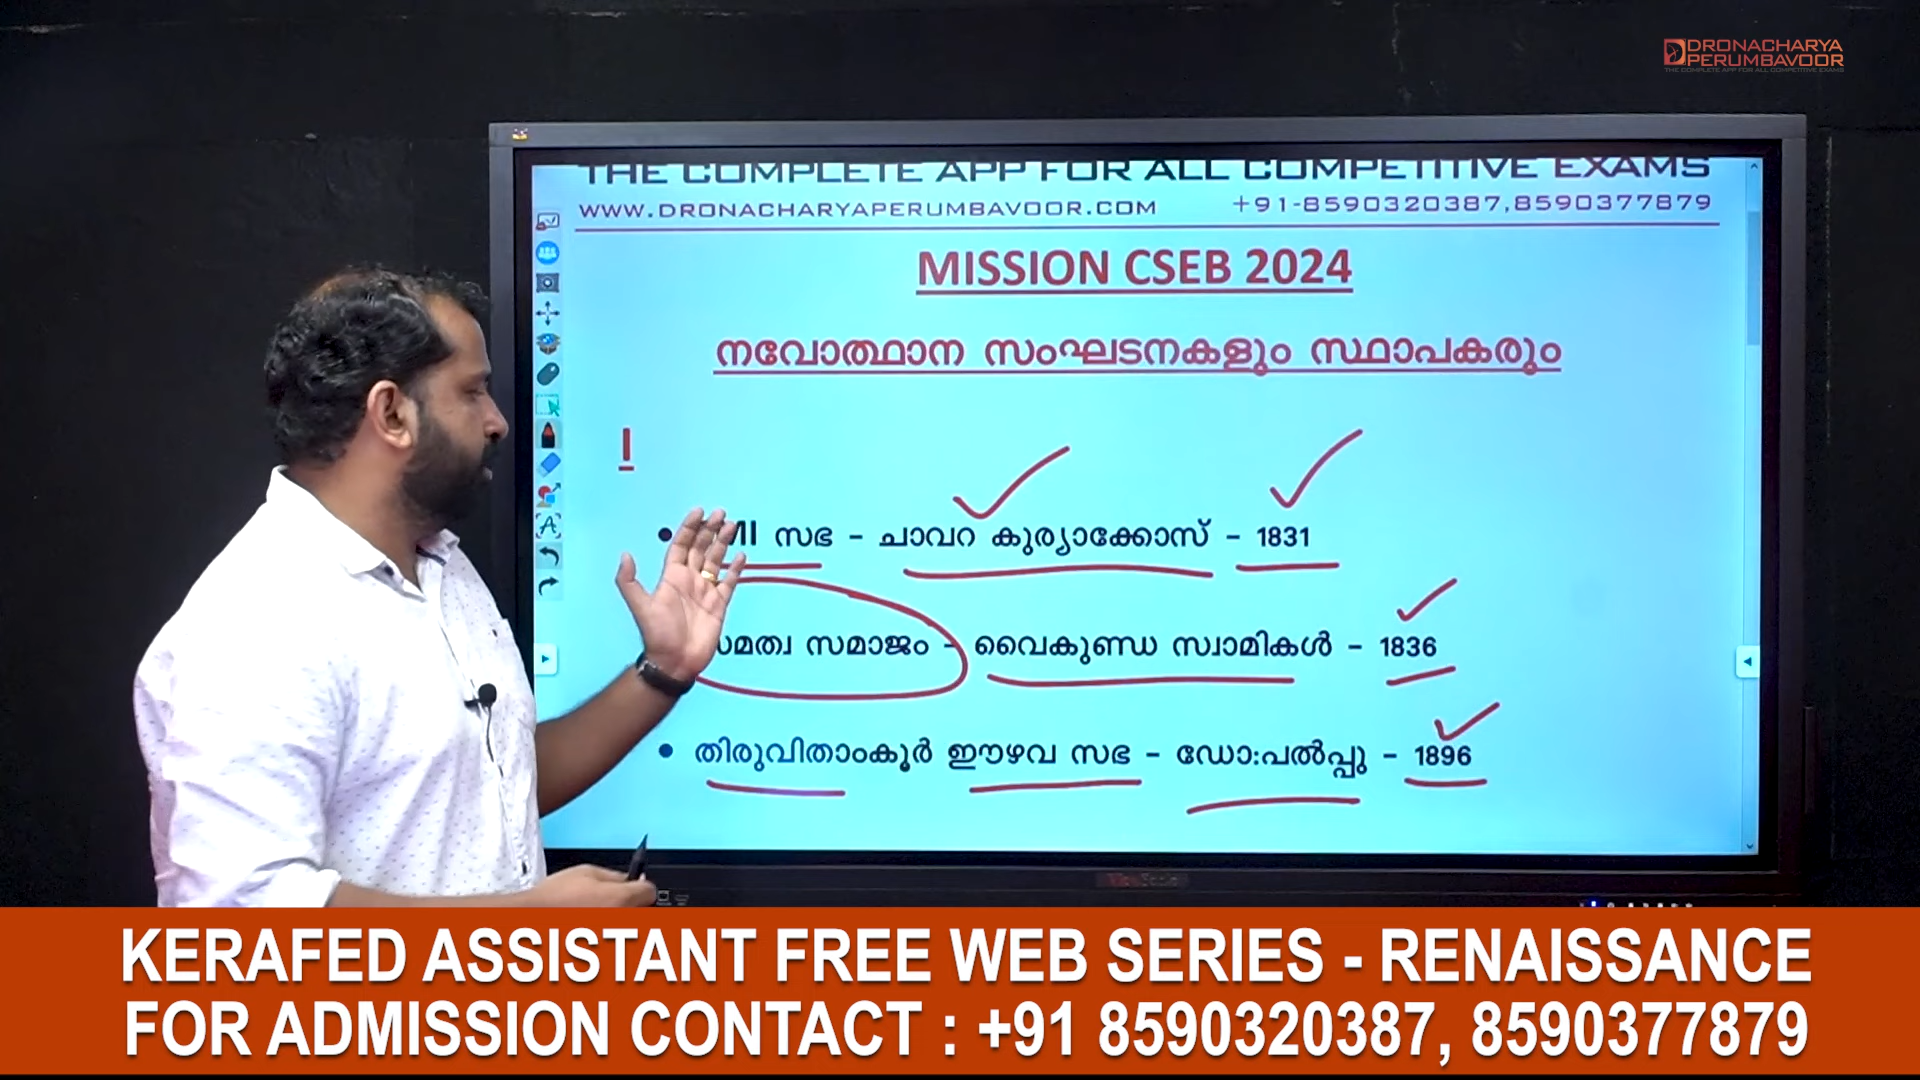 DRONACHARYA
PERUMBAVOOR
THE COMPLETE APP FOR ALL COMPETITIVE EXAMS
THE COMPLETE APP FOR ALL COMPETITIVE EXAMS
WWW.DRONACHARYAPERUMBAVOOR.COM +91-8590320387,8590377879
MISSION CSEB 2024
നവോത്ഥാന സംഘടനകളും സ്ഥാപകരും
I
• MI സഭ - ചാവറ കുര്യാക്കോസ് - 1831
സമത്വ സമാജം - വൈകുണ്ഡ സ്വാമികൾ - 1836
• തിരുവിതാംകൂർ ഈഴവ സഭ - ഡോ:പൽപ്പു - 1896
ViewSonic
KERAFED ASSISTANT FREE WEB SERIES - RENAISSANCE
FOR ADMISSION CONTACT : +91 8590320387, 8590377879